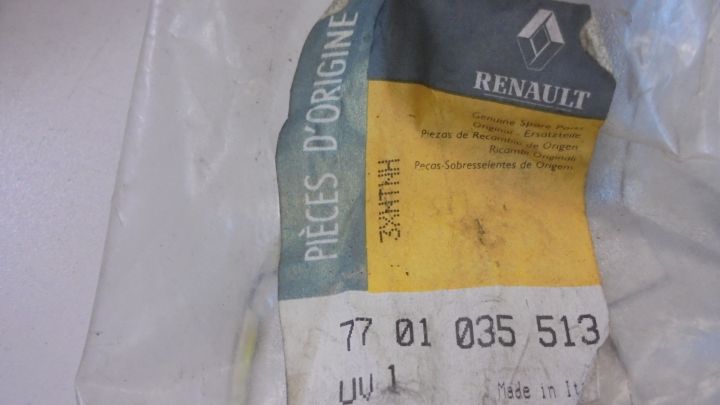 PIÈCES D'ORIGINE
RENAULT
Genuine Spare Parts
Original - Ersatzteile
Piezas de Recambio de Origen
Ricambi Originali
Peças-Sobresselentes de Origem
3XHTMH
77 01 035 513
UV 1
Made in It